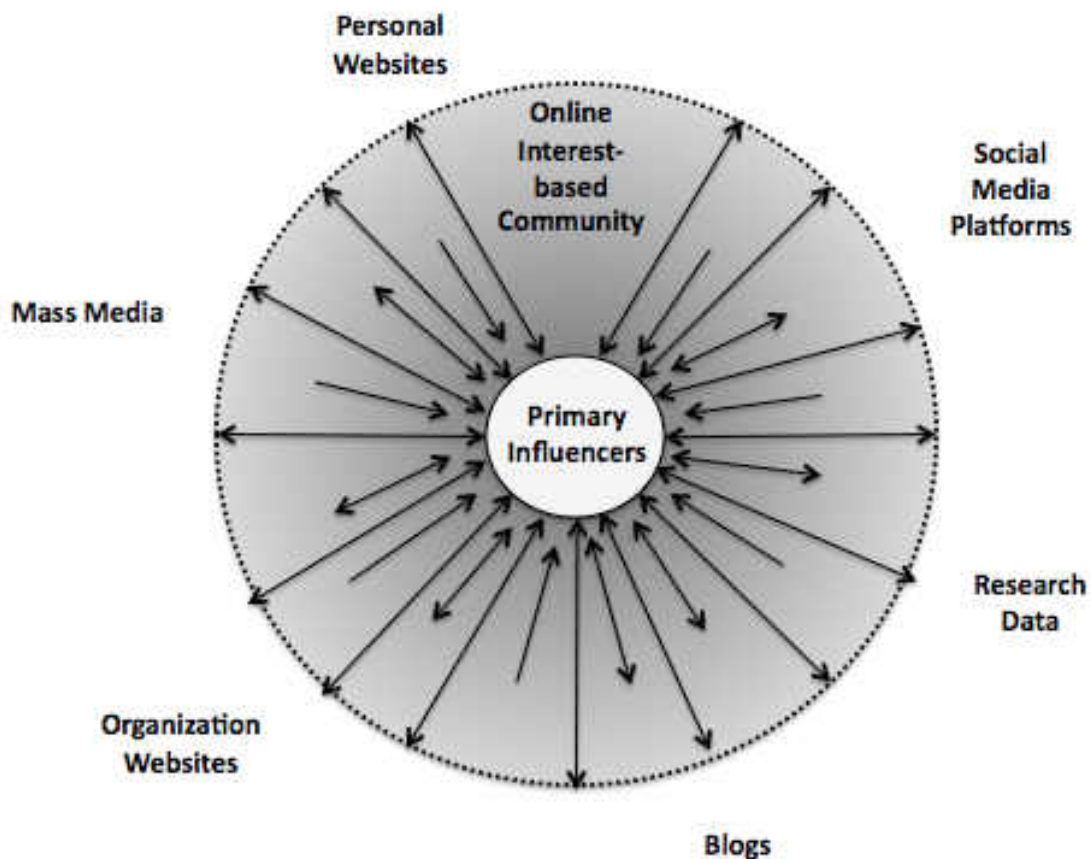 Personal
Websites
Online
Interest-
based
Community
Social
Media
Platforms
Mass Media
Primary
Influencers
Research
Data
Organization
Websites
Blogs